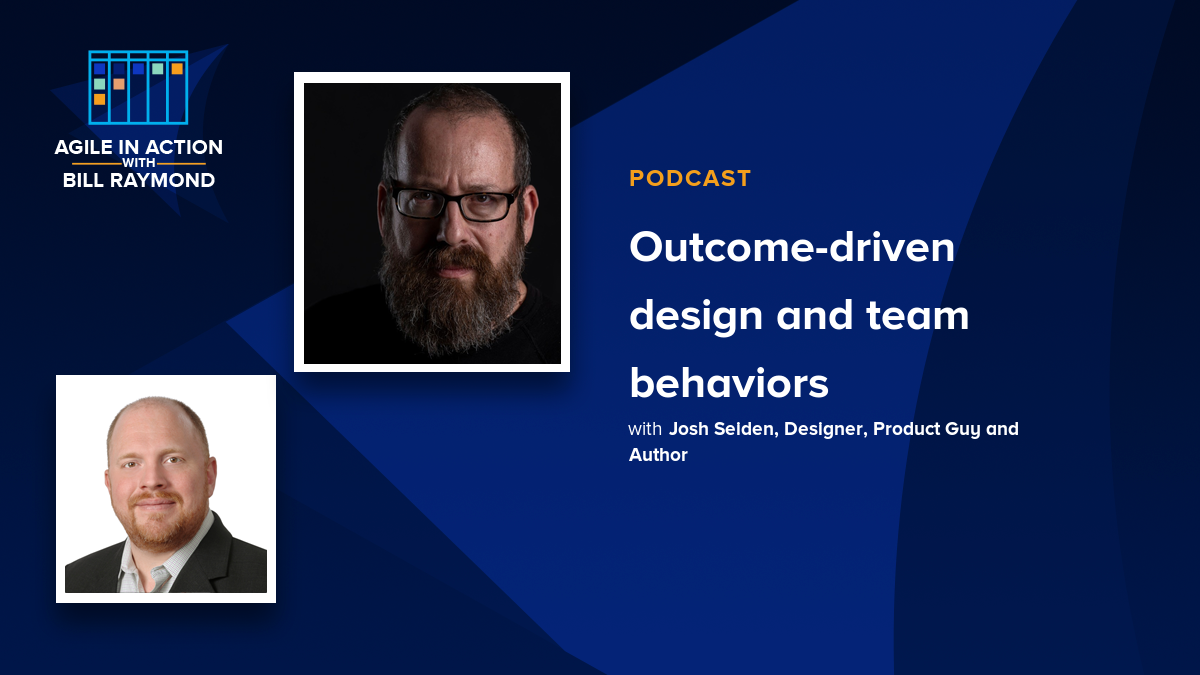 AGILE IN ACTION
WITH
BILL RAYMOND
PODCAST
Outcome-driven
design and team
behaviors
with Josh Seiden, Designer, Product Guy and
Author